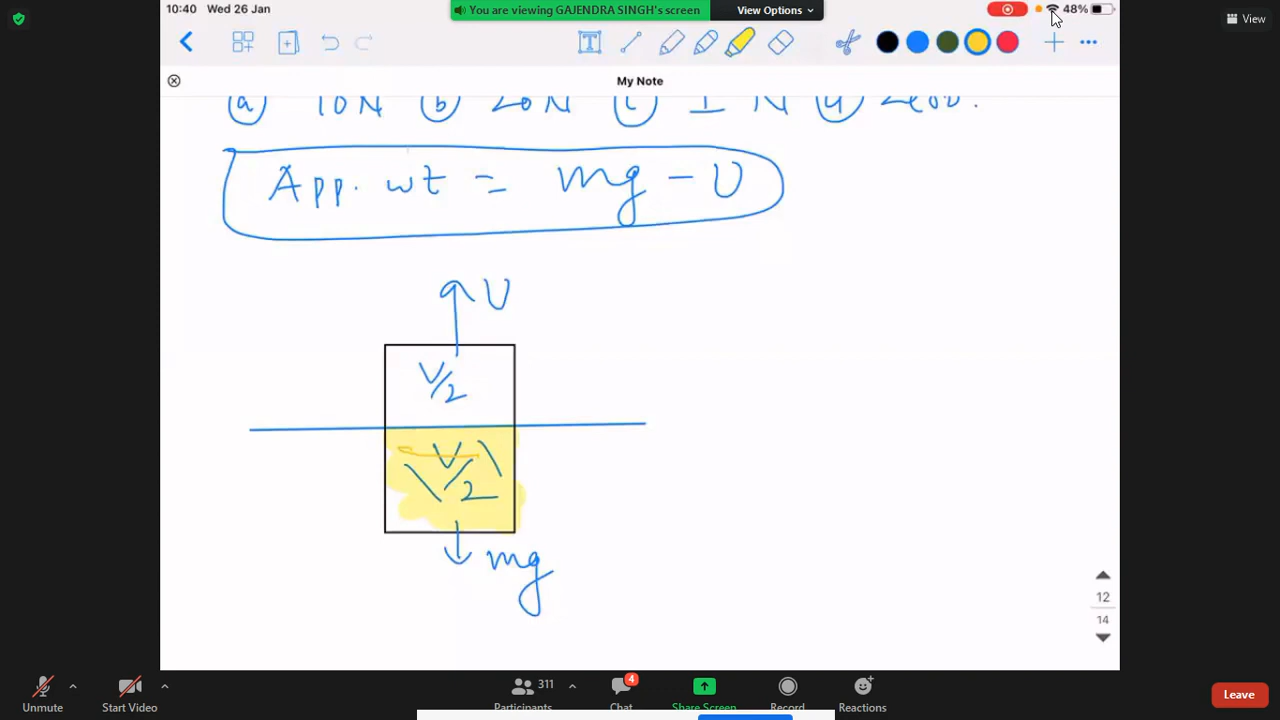 10:40 Wed 26 Jan
You are viewing GAJENDRA SINGH's screen
View Options
48%
View
My Note
(a) 10 N (b) 20 N (c) 1 N (d) zero.
App. wt = mg - U
U
V/2
V/2
mg
12
14
Unmute
Start Video
311
Participants
4
Chat
Share Screen
Record
Reactions
Leave